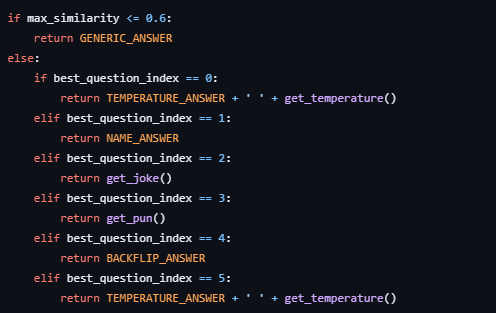 if max_similarity <= 0.6:
    return GENERIC_ANSWER
else:
    if best_question_index == 0:
        return TEMPERATURE_ANSWER + ' ' + get_temperature()
    elif best_question_index == 1:
        return NAME_ANSWER
    elif best_question_index == 2:
        return get_joke()
    elif best_question_index == 3:
        return get_pun()
    elif best_question_index == 4:
        return BACKFLIP_ANSWER
    elif best_question_index == 5:
        return TEMPERATURE_ANSWER + ' ' + get_temperature()